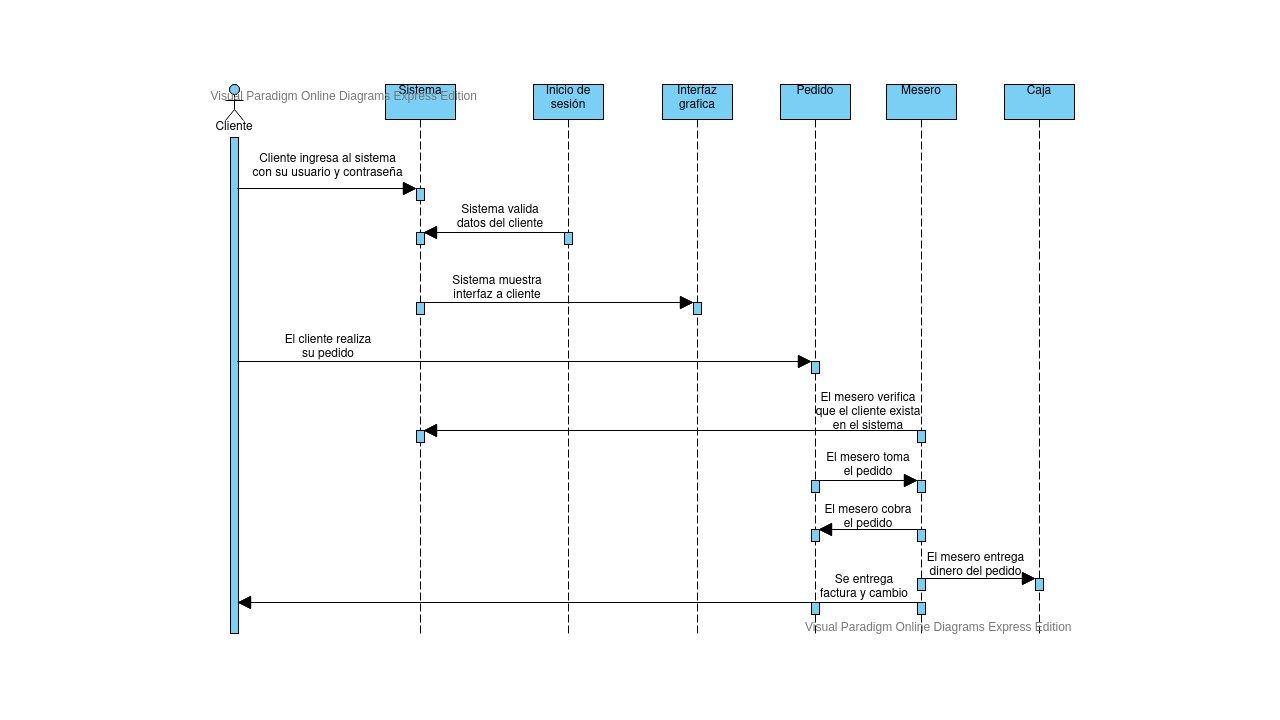 Visual Paradigm Online Diagrams Express Edition
Cliente
Sistema
Inicio de
sesión
Interfaz
grafica
Pedido
Mesero
Caja
Cliente ingresa al sistema
con su usuario y contraseña
Sistema valida
datos del cliente
Sistema muestra
interfaz a cliente
El cliente realiza
su pedido
El mesero verifica
que el cliente exista
en el sistema
El mesero toma
el pedido
El mesero cobra
el pedido
El mesero entrega
dinero del pedido
Se entrega
factura y cambio
Visual Paradigm Online Diagrams Express Edition